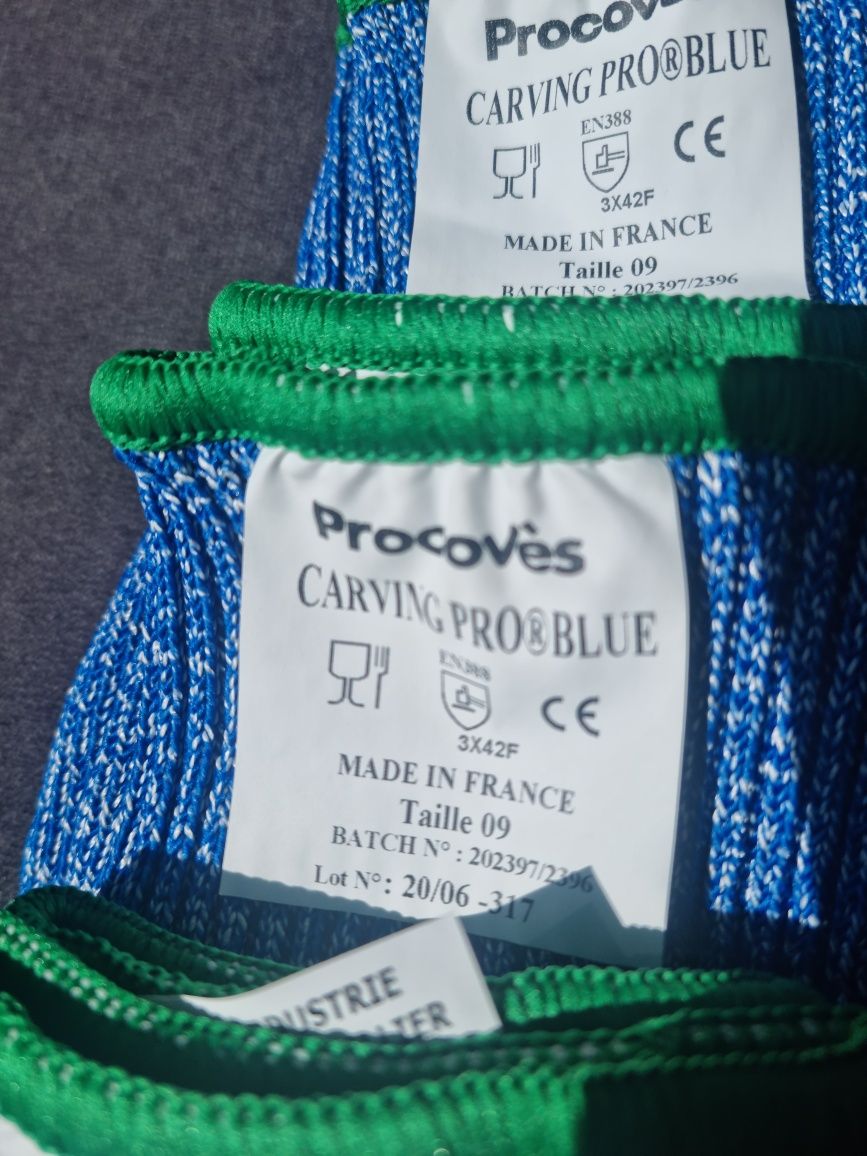 Procovès
CARVING PRO®BLUE
EN388
CE
3X42F
MADE IN FRANCE
Taille 09
BATCH N° : 202397/2396
Procovès
CARVING PRO®BLUE
EN388
CE
3X42F
MADE IN FRANCE
Taille 09
BATCH N° : 202397/2396
Lot N°: 20/06 -317